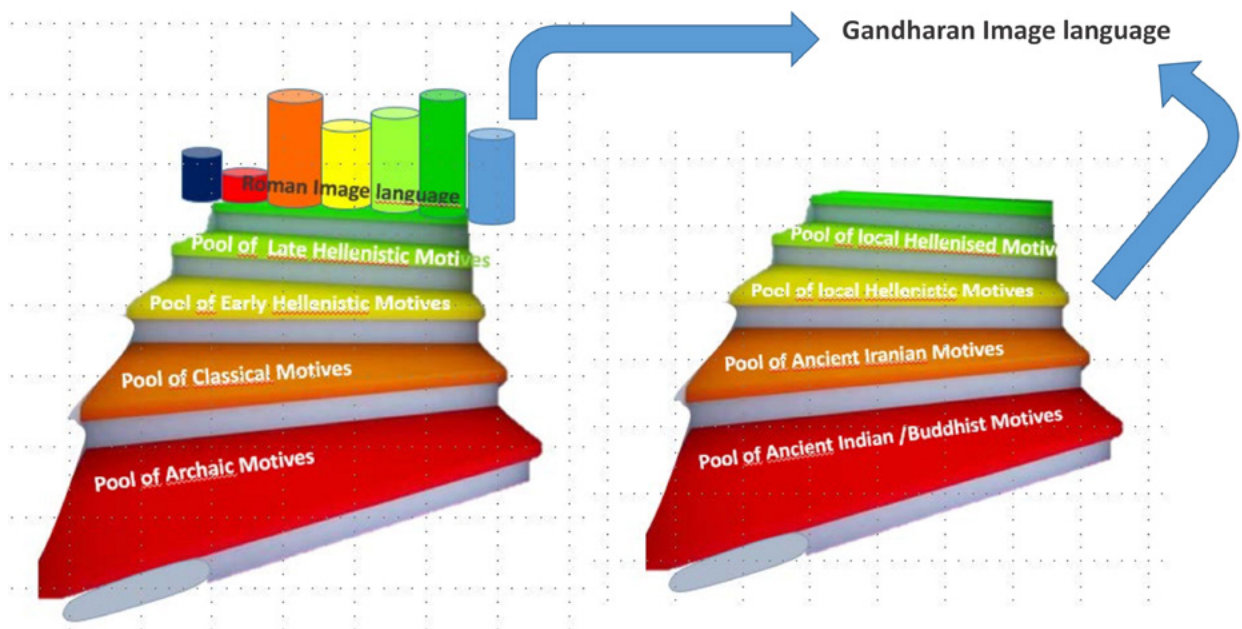 Gandharan Image language
Roman Image language
Pool of Late Hellenistic Motives
Pool of Early Hellenistic Motives
Pool of Classical Motives
Pool of Archaic Motives
Pool of local Hellenised Motive
Pool of local Hellenistic Motives
Pool of Ancient Iranian Motives
Pool of Ancient Indian /Buddhist Motives